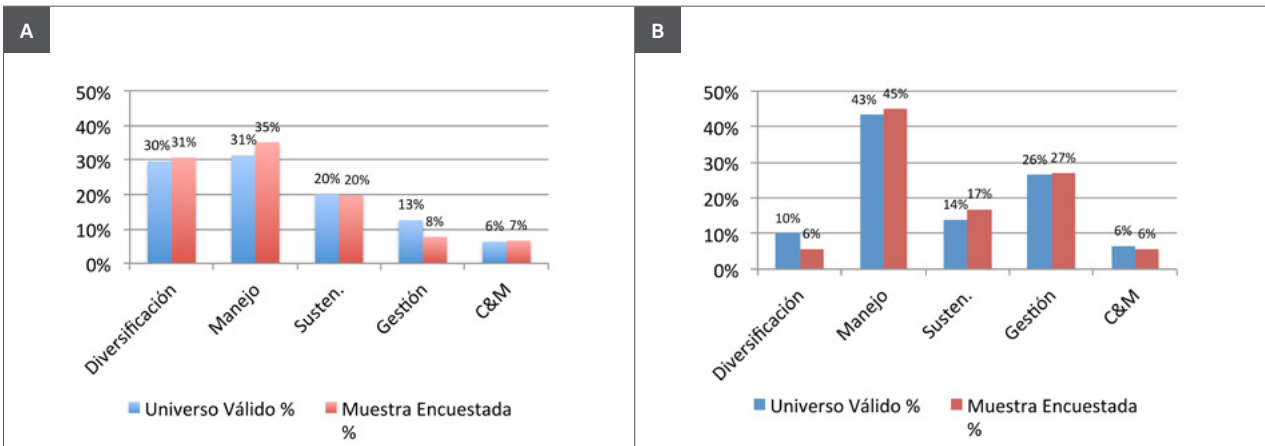 A
50%
40%
30%
20%
10%
0%
30% 31%
31% 35%
20% 20%
13% 8%
6% 7%
Diversificación
Manejo
Susten.
Gestión
C&M
Universo Válido %
Muestra Encuestada
%
B
50%
40%
30%
20%
10%
0%
10% 6%
43% 45%
14% 17%
26% 27%
6% 6%
Diversificación
Manejo
Susten.
Gestión
C&M
Universo Válido %
Muestra Encuestada
%